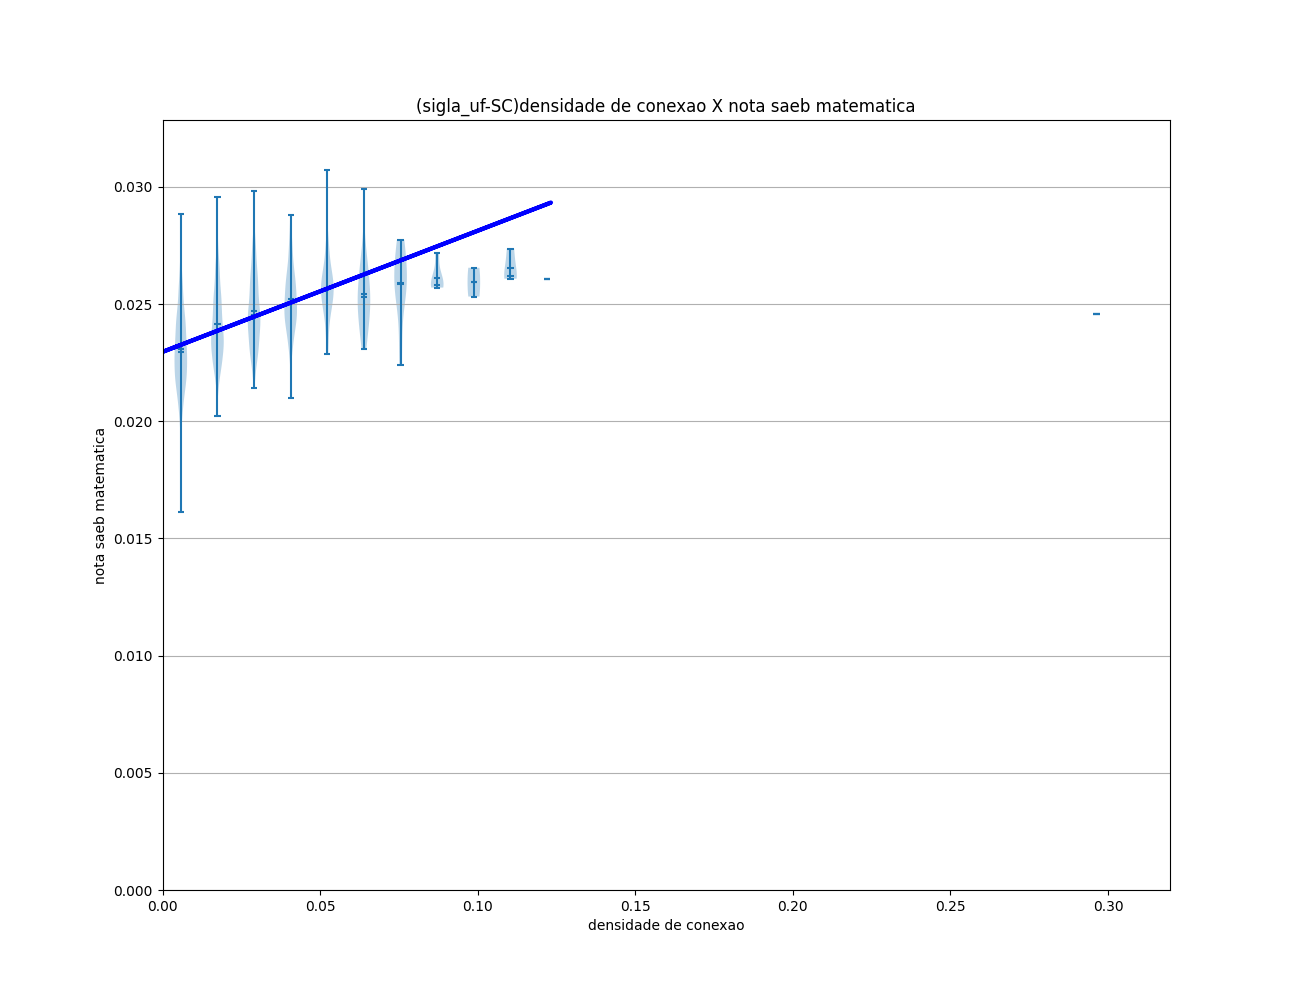 (sigla_uf-SC)densidade de conexao X nota saeb matematica
0.030
0.025
0.020
0.015
0.010
0.005
0.000
nota saeb matematica
0.00 0.05 0.10 0.15 0.20 0.25 0.30
densidade de conexao